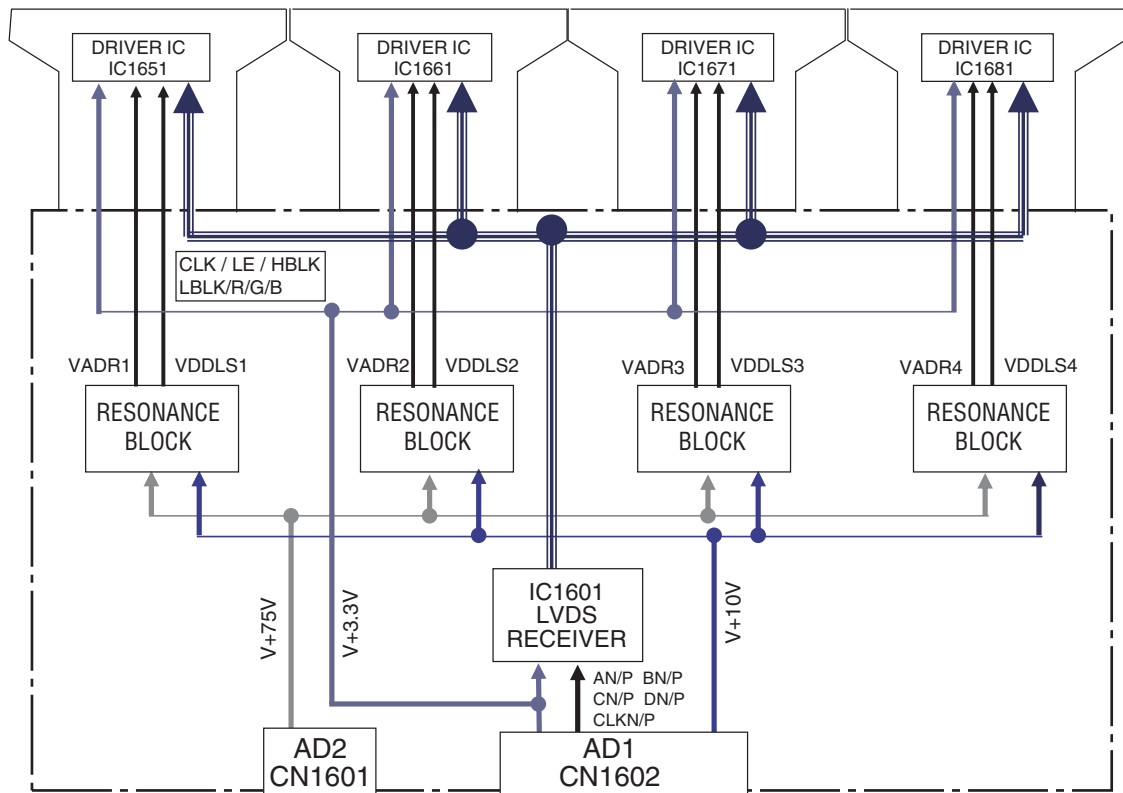 DRIVER IC
IC1651
DRIVER IC
IC1661
DRIVER IC
IC1671
DRIVER IC
IC1681
CLK / LE / HBLK
LBLK/R/G/B
VADR1
VDDLS1
VADR2
VDDLS2
VADR3
VDDLS3
VADR4
VDDLS4
RESONANCE
BLOCK
RESONANCE
BLOCK
RESONANCE
BLOCK
RESONANCE
BLOCK
V+75V
V+3.3V
IC1601
LVDS
RECEIVER
V+10V
AN/P BN/P
CN/P DN/P
CLKN/P
AD2
CN1601
AD1
CN1602